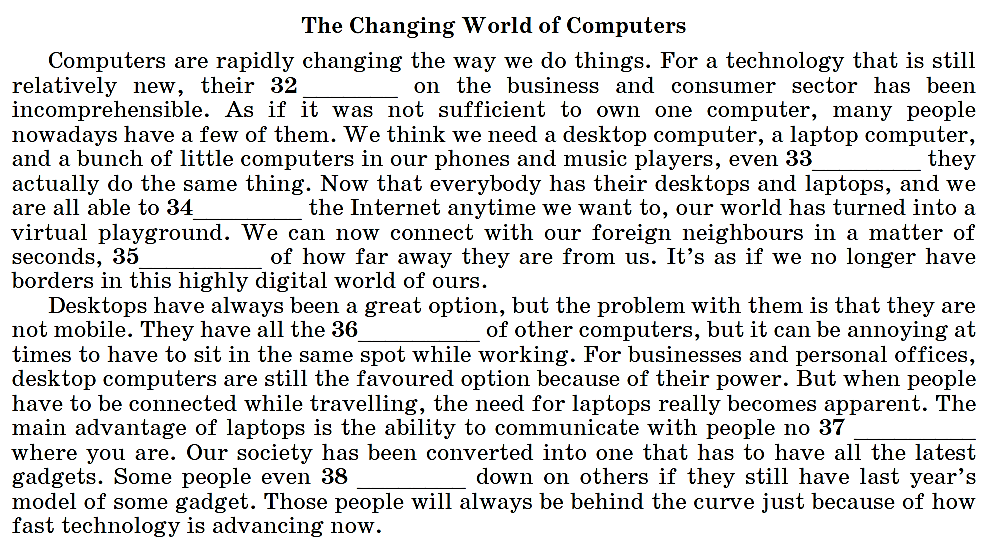 The Changing World of Computers
Computers are rapidly changing the way we do things. For a technology that is still
relatively new, their 32 ________ on the business and consumer sector has been
incomprehensible. As if it was not sufficient to own one computer, many people
nowadays have a few of them. We think we need a desktop computer, a laptop computer,
and a bunch of little computers in our phones and music players, even 33_________ they
actually do the same thing. Now that everybody has their desktops and laptops, and we
are all able to 34_________ the Internet anytime we want to, our world has turned into a
virtual playground. We can now connect with our foreign neighbours in a matter of
seconds, 35__________ of how far away they are from us. It's as if we no longer have
borders in this highly digital world of ours.
Desktops have always been a great option, but the problem with them is that they are
not mobile. They have all the 36__________ of other computers, but it can be annoying at
times to have to sit in the same spot while working. For businesses and personal offices,
desktop computers are still the favoured option because of their power. But when people
have to be connected while travelling, the need for laptops really becomes apparent. The
main advantage of laptops is the ability to communicate with people no 37 __________
where you are. Our society has been converted into one that has to have all the latest
gadgets. Some people even 38 _________ down on others if they still have last year's
model of some gadget. Those people will always be behind the curve just because of how
fast technology is advancing now.